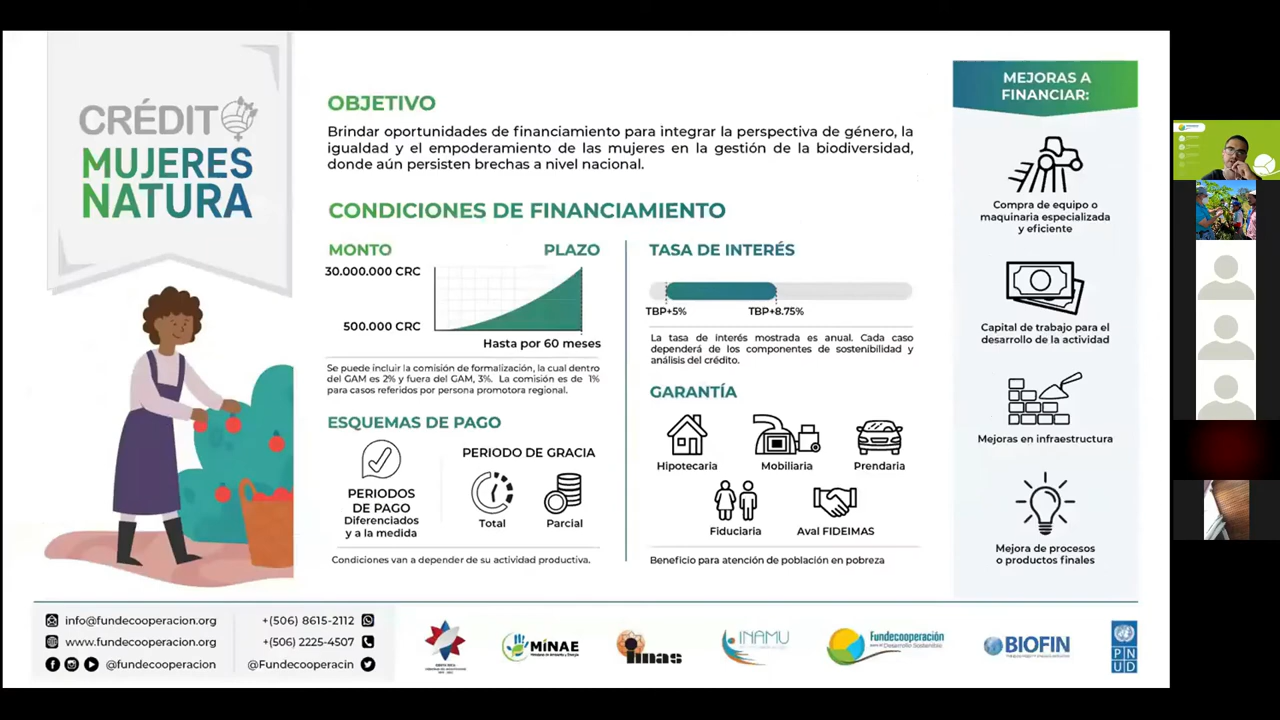 CRÉDITO
MUJERES
NATURA
OBJETIVO
Brindar oportunidades de financiamiento para integrar la perspectiva de género, la
igualdad y el empoderamiento de las mujeres en la gestión de la biodiversidad,
donde aún persisten brechas a nivel nacional.
CONDICIONES DE FINANCIAMIENTO
MONTO
PLAZO
30.000.000 CRC
500.000 CRC
Hasta por 60 meses
Se puede incluir la comisión de formalización, la cual dentro
del GAM es 2% y fuera del GAM, 3%. La comisión es de 1%
para casos referidos por persona promotora regional.
ESQUEMAS DE PAGO
PERIODOS
DE PAGO
Diferenciados
y a la medida
PERIODO DE GRACIA
Total
Parcial
Condiciones van a depender de su actividad productiva.
TASA DE INTERÉS
TBP+5%
TBP+8.75%
La tasa de interés mostrada es anual. Cada caso
dependerá de los componentes de sostenibilidad y
análisis del crédito.
GARANTÍA
Hipotecaria
Mobiliaria
Prendaria
Fiduciaria
Aval FIDEIMAS
Beneficio para atención de población en pobreza
MEJORAS A
FINANCIAR:
Compra de equipo o
maquinaria especializada
y eficiente
Capital de trabajo para el
desarrollo de la actividad
Mejoras en infraestructura
Mejora de procesos
o productos finales
info@fundecooperacion.org
www.fundecooperacion.org
@fundecooperacion
+(506) 8615-2112
+(506) 2225-4507
@Fundecooperacin
MINAE
imas
INAMU
Fundecooperación
para el Desarrollo Sostenible
BIOFIN
PN
UD